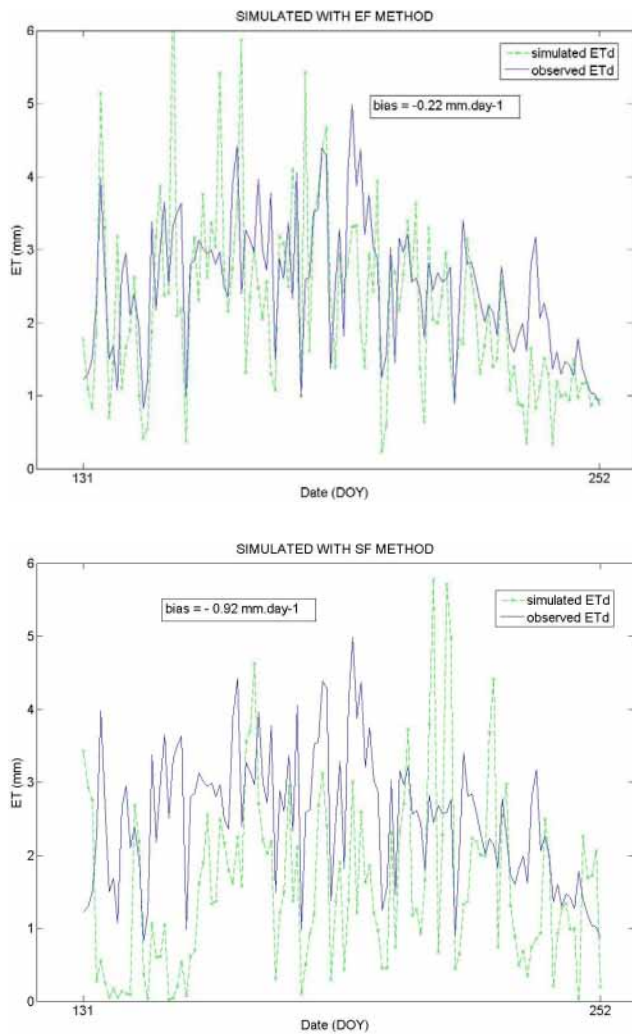 SIMULATED WITH EF METHOD
6
simulated ETd
observed ETd
5
bias = -0.22 mm.day-1
4
ET (mm)
3
2
1
0
131
252
Date (DOY)
SIMULATED WITH SF METHOD
6
simulated ETd
observed ETd
bias = - 0.92 mm.day-1
5
4
ET (mm)
3
2
1
0
131
252
Date (DOY)